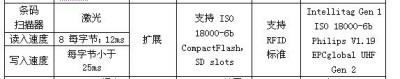 条码
扫描器
激光
读入速度
8 每字节;12ms
写入速度
每字节小于
25ms
扩展
支持 ISO
18000-6b
CompactFlash,
SD slots
支持
RFID
标准
Intellitag Gen 1
ISO 18000-6b
Philips V1.19
EPCglobal UHF
Gen 2